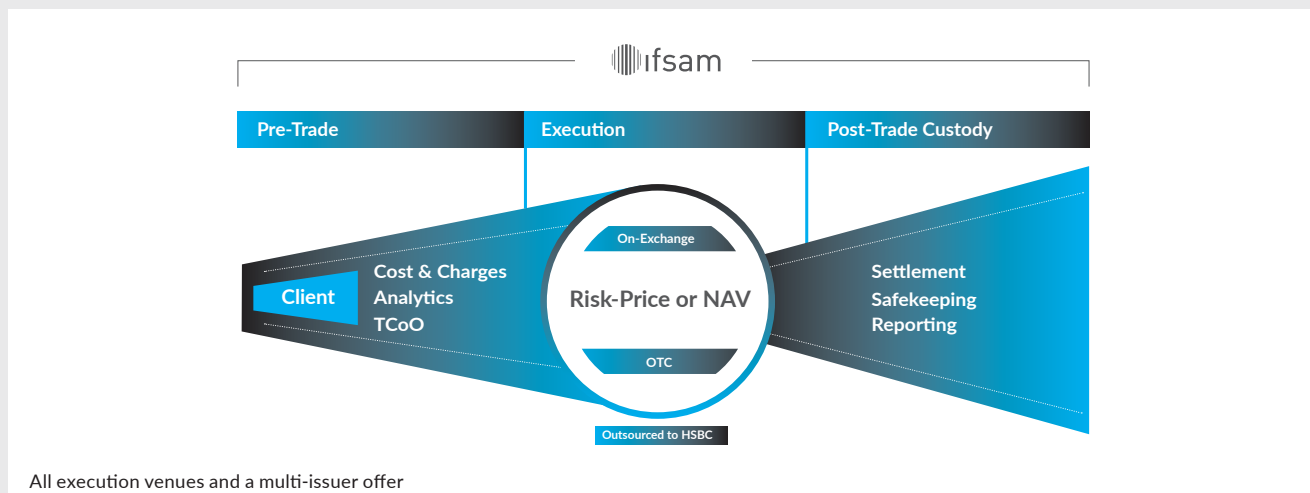 ifsam
Pre-Trade
Execution
Post-Trade Custody
On-Exchange
Cost & Charges
Client
Analytics
TCoO
Risk-Price or NAV
Settlement
Safekeeping
Reporting
OTC
Outsourced to HSBC
All execution venues and a multi-issuer offer